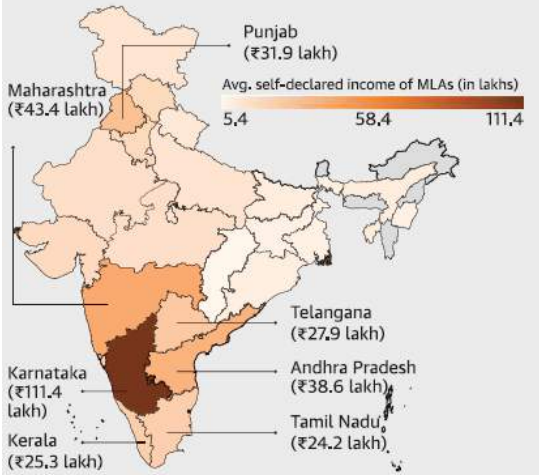 Punjab
(₹31.9 lakh)
Maharashtra
(₹43.4 lakh)
Avg. self-declared income of MLAs (in lakhs)
5.4 58.4 111.4
Telangana
(₹27.9 lakh)
Karnataka
(₹111.4
lakh)
Andhra Pradesh
(₹38.6 lakh)
Tamil Nadu
(₹24.2 lakh)
Kerala
(₹25.3 lakh)